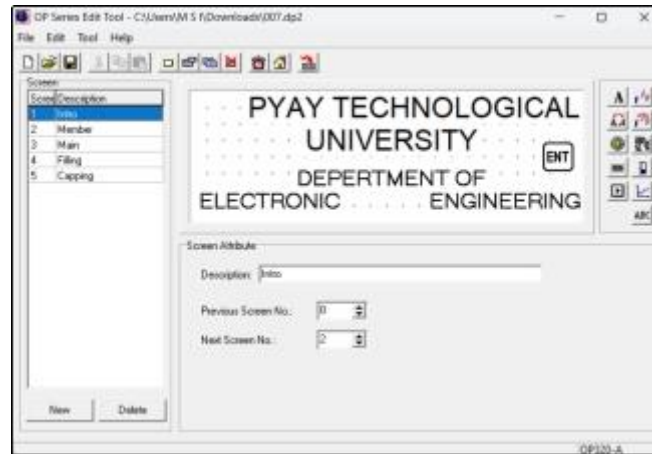 OP Series Edit Tool - C:\Users\M S I\Downloads\007.dp2
File Edit Tool Help
Screen
Screen Description
1 Intro
2 Member
3 Main
4 Filling
5 Capping
New Delete
PYAY TECHNOLOGICAL
UNIVERSITY
ENT
DEPERTMENT OF
ELECTRONIC ENGINEERING
A
ABC
Screen Attribute
Description: Intro
Previous Screen No.: 0
Next Screen No.: 2
OP320-A